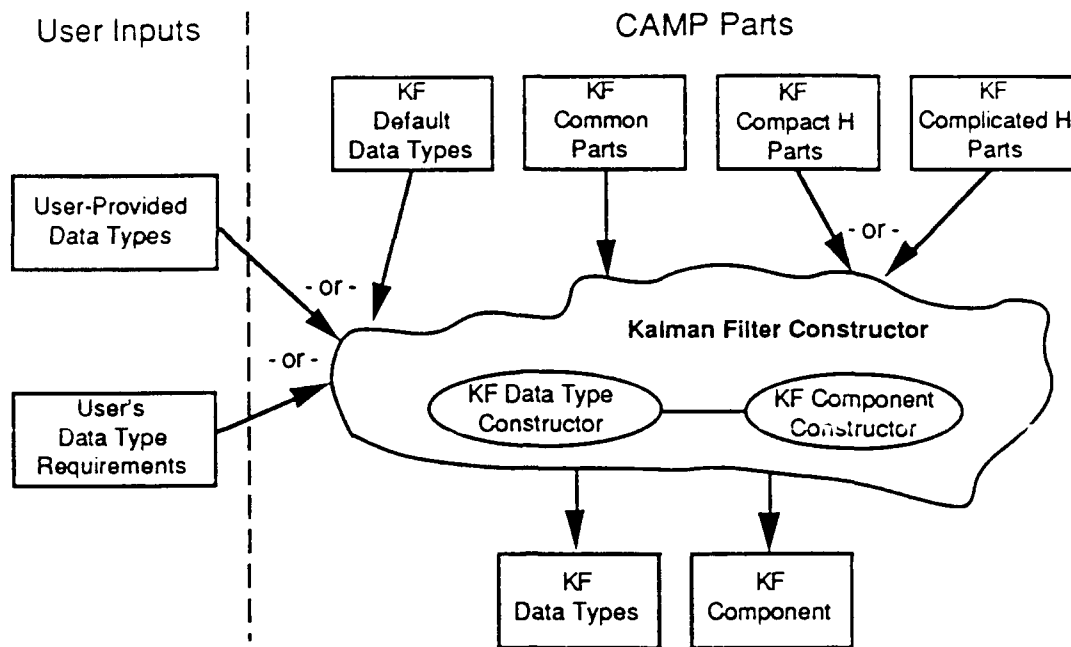 User Inputs
CAMP Parts
KF
Default
Data Types
KF
Common
Parts
KF
Compact H
Parts
KF
Complicated H
Parts
User-Provided
Data Types
- or -
- or -
- or -
Kalman Filter Constructor
KF Data Type
Constructor
KF Component
Constructor
User's
Data Type
Requirements
KF
Data Types
KF
Component